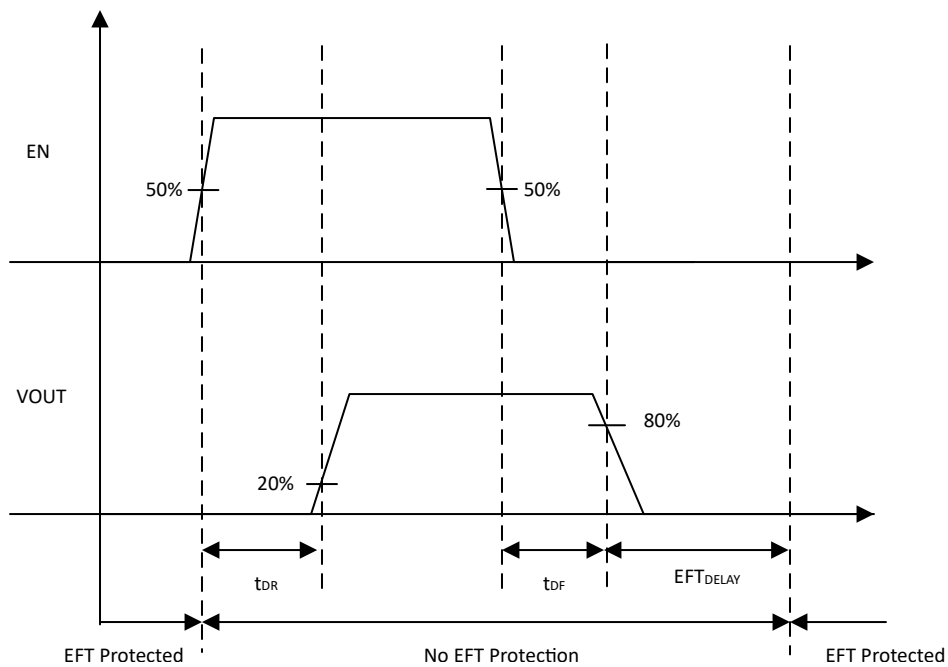 EN
50%
50%
VOUT
80%
20%
tDR
tDF
EFTDELAY
EFT Protected
No EFT Protection
EFT Protected